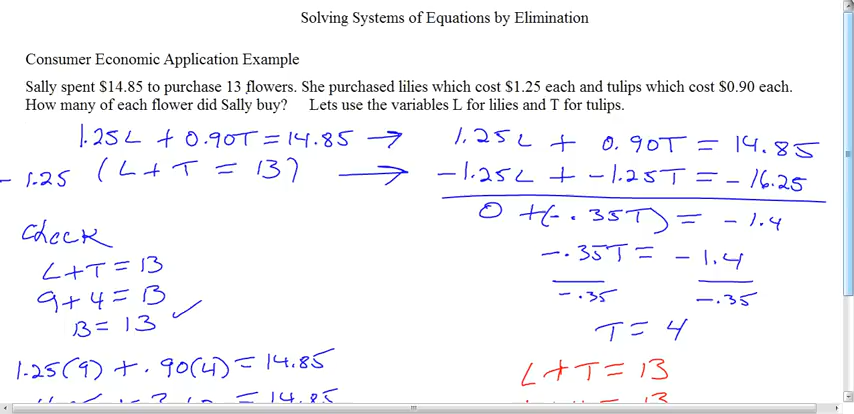 Solving Systems of Equations by Elimination
Consumer Economic Application Example
Sally spent $14.85 to purchase 13 flowers. She purchased lilies which cost $1.25 each and tulips which cost $0.90 each.
How many of each flower did Sally buy? Lets use the variables L for lilies and T for tulips.
1.25L + 0.90T = 14.85 →
- 1.25 (L + T = 13) →
1.25L + 0.90T = 14.85
-1.25L + -1.25T = -16.25
0 + (-.35T) = -1.4
-.35T = -1.4
-.35 -.35
T = 4
L + T = 13
Check
L + T = 13
9 + 4 = 13
13 = 13 ✓
1.25(9) + .90(4) = 14.85
= 14.85